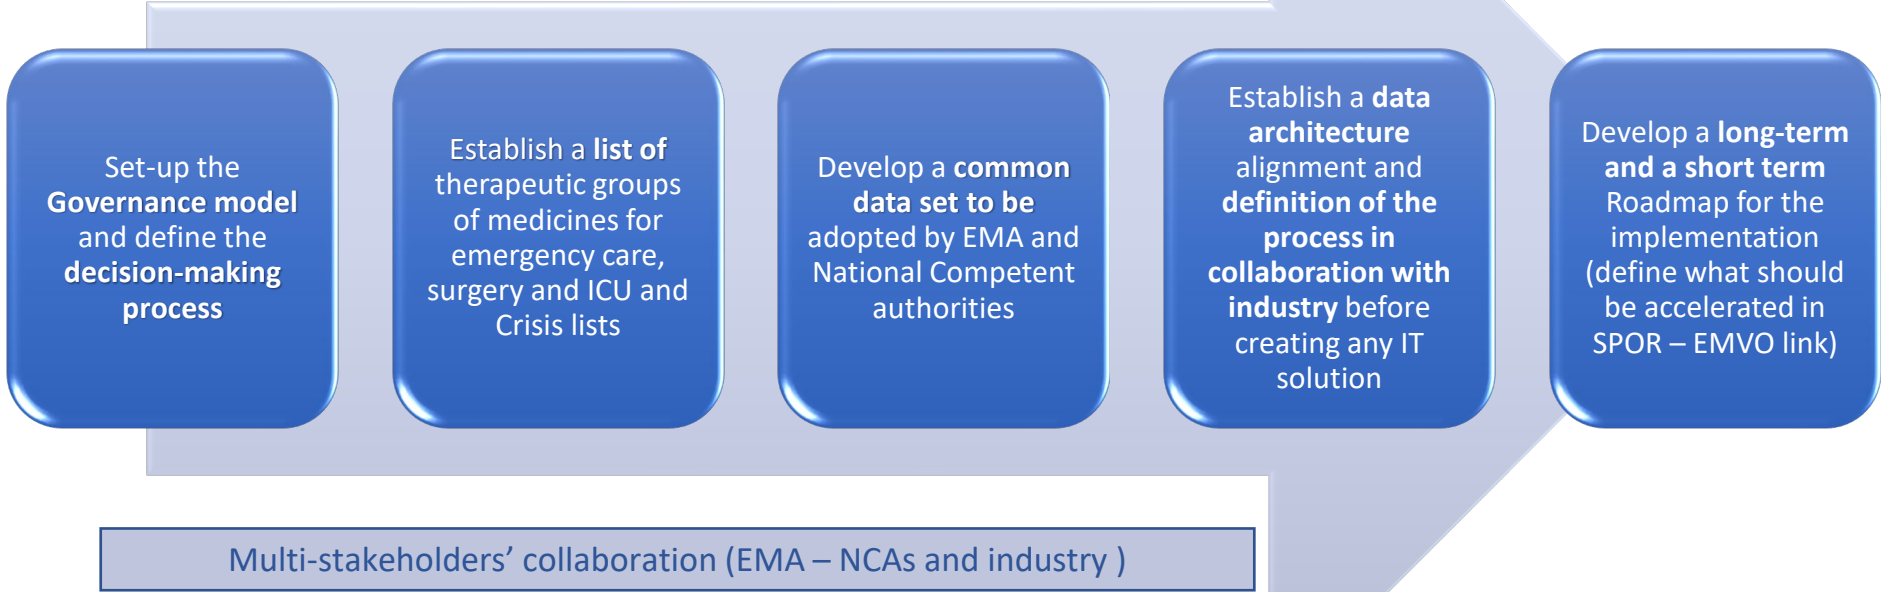 Set-up the
Governance model
and define the
decision-making
process
Establish a list of
therapeutic groups
of medicines for
emergency care,
surgery and ICU and
Crisis lists
Develop a common
data set to be
adopted by EMA and
National Competent
authorities
Establish a data
architecture
alignment and
definition of the
process in
collaboration with
industry before
creating any IT
solution
Develop a long-term
and a short term
Roadmap for the
implementation
(define what should
be accelerated in
SPOR – EMVO link)
Multi-stakeholders’ collaboration (EMA – NCAs and industry )